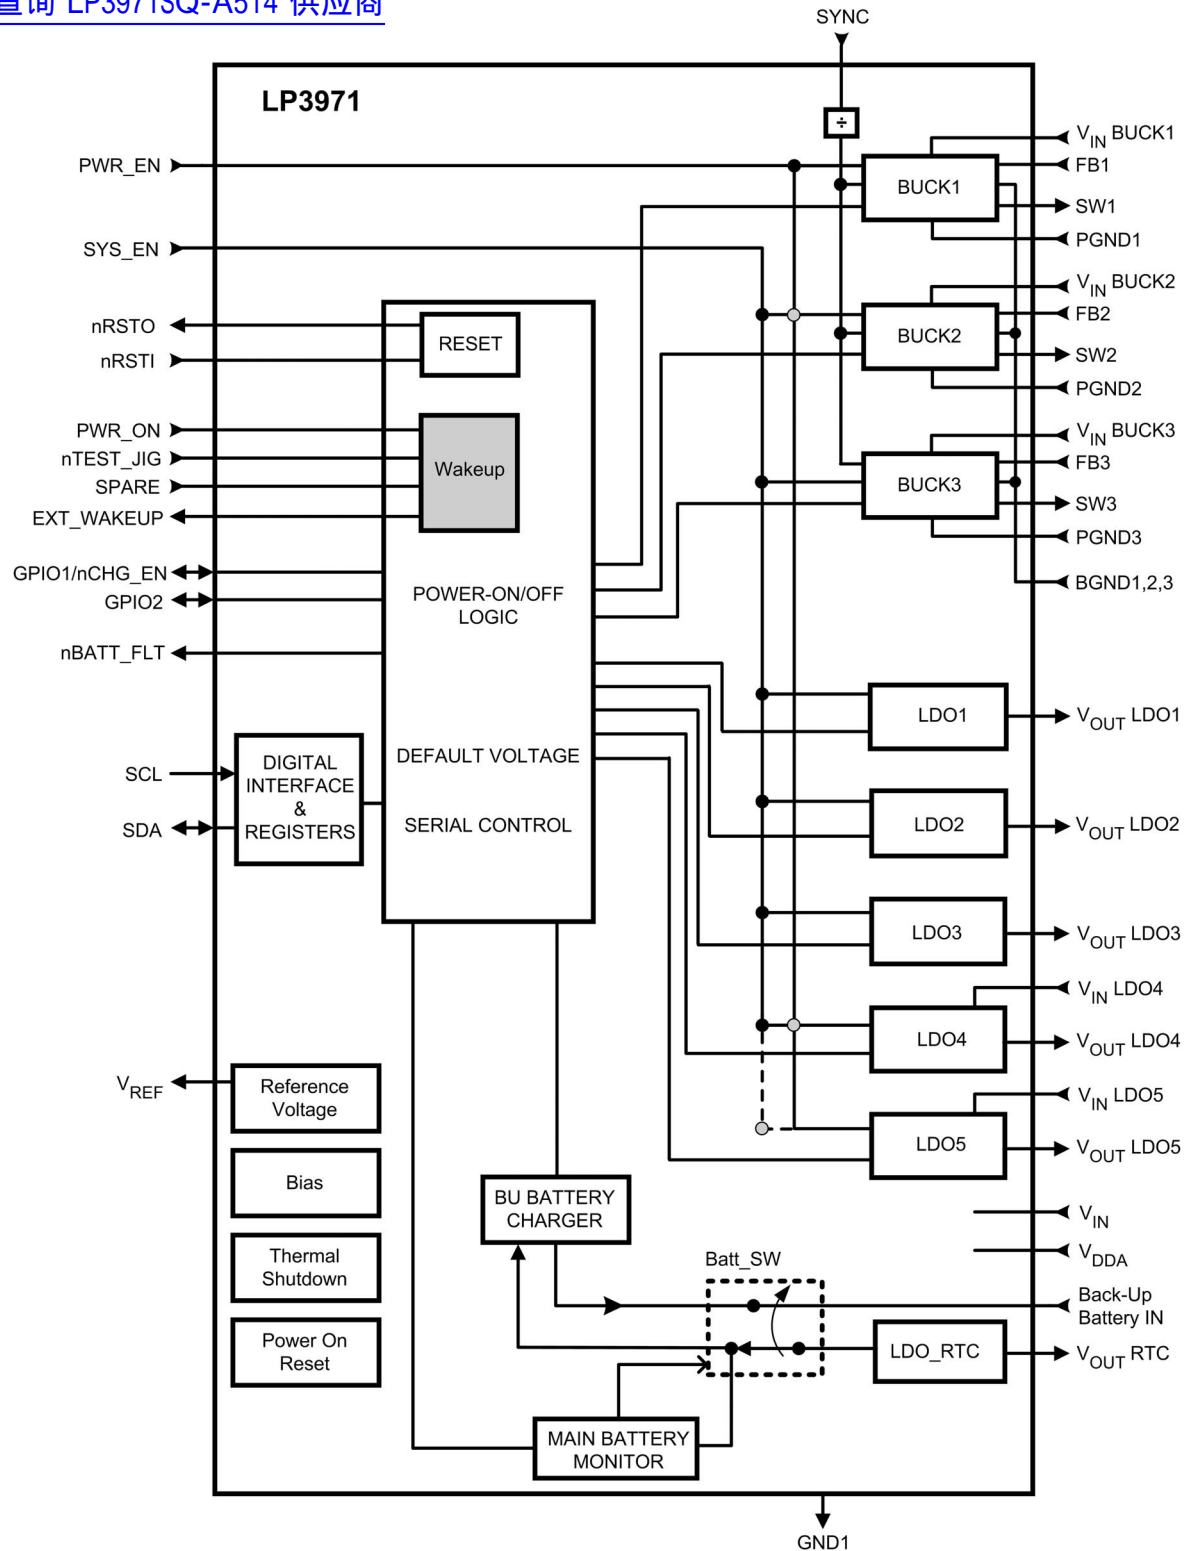 查询 LP3971SQ-A514 供应商
SYNC
LP3971
÷
PWR_EN
SYS_EN
nRSTO
nRSTI
PWR_ON
nTEST_JIG
SPARE
EXT_WAKEUP
GPIO1/nCHG_EN
GPIO2
nBATT_FLT
SCL
SDA
VREF
RESET
Wakeup
POWER-ON/OFF
LOGIC
DEFAULT VOLTAGE
SERIAL CONTROL
DIGITAL
INTERFACE
&
REGISTERS
Reference
Voltage
Bias
Thermal
Shutdown
Power On
Reset
BU BATTERY
CHARGER
Batt_SW
MAIN BATTERY
MONITOR
BUCK1
BUCK2
BUCK3
LDO1
LDO2
LDO3
LDO4
LDO5
LDO_RTC
VIN BUCK1
FB1
SW1
PGND1
VIN BUCK2
FB2
SW2
PGND2
VIN BUCK3
FB3
SW3
PGND3
BGND1,2,3
VOUT LDO1
VOUT LDO2
VOUT LDO3
VIN LDO4
VOUT LDO4
VIN LDO5
VOUT LDO5
VIN
VDDA
Back-Up
Battery IN
VOUT RTC
GND1